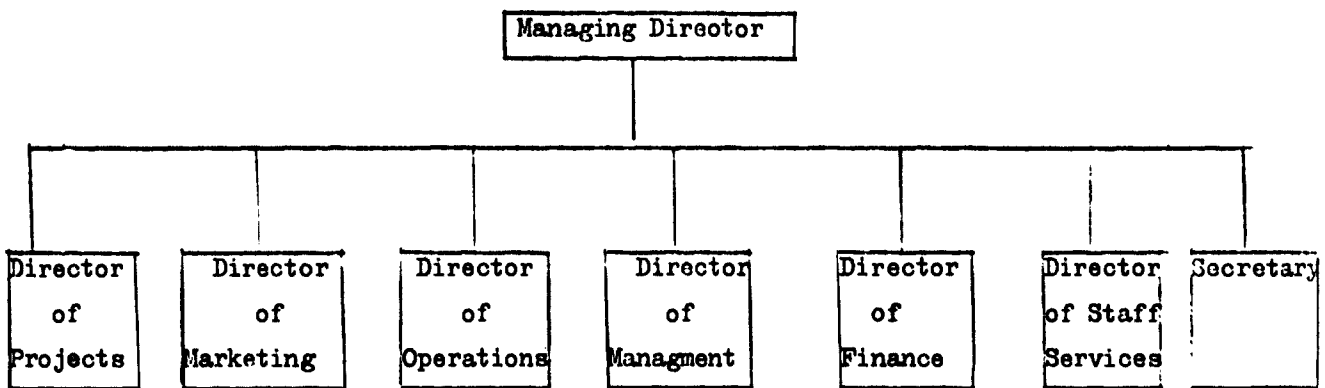 Managing Director
Director
of
Projects
Director
of
Marketing
Director
of
Operations
Director
of
Managment
Director
of
Finance
Director
of Staff
Services
Secretary